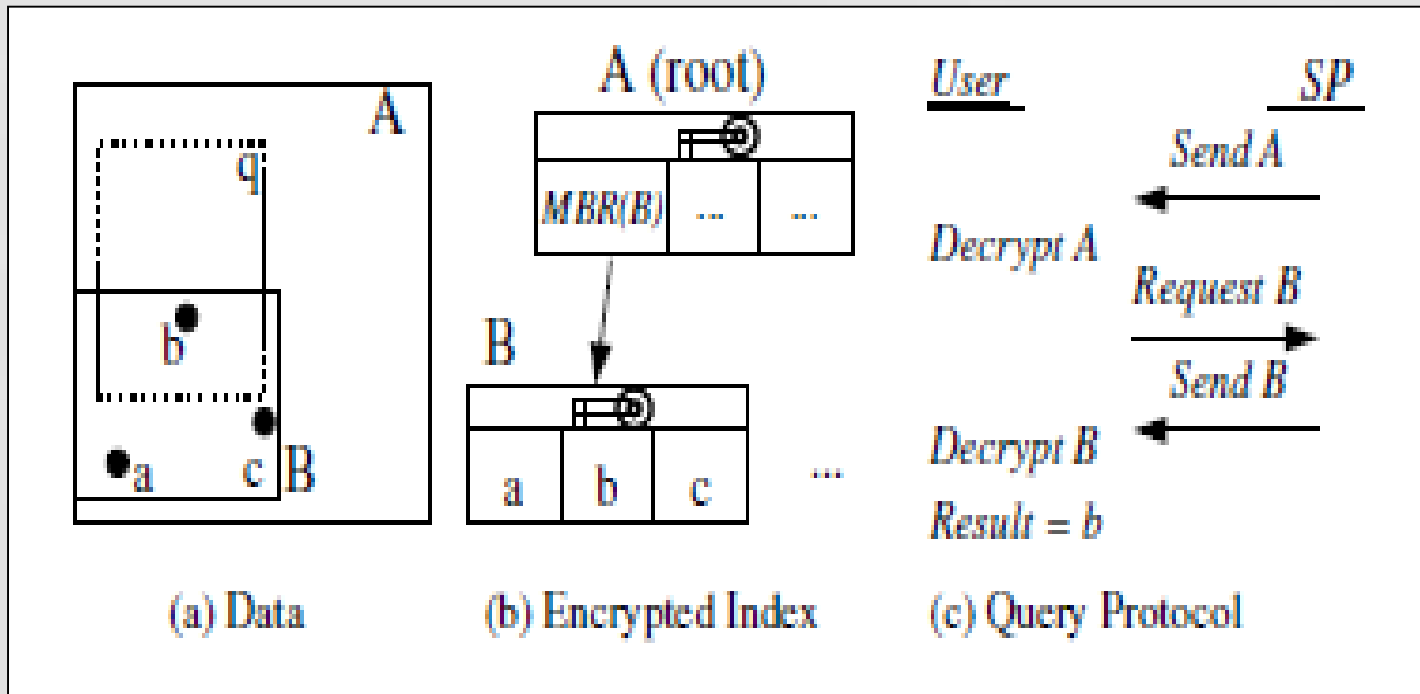 A
q
b
a
c
B
(a) Data
A (root)
MBR(B)
...
...
B
a
b
c
...
(b) Encrypted Index
User
SP
Send A
Decrypt A
Request B
Send B
Decrypt B
Result = b
(c) Query Protocol